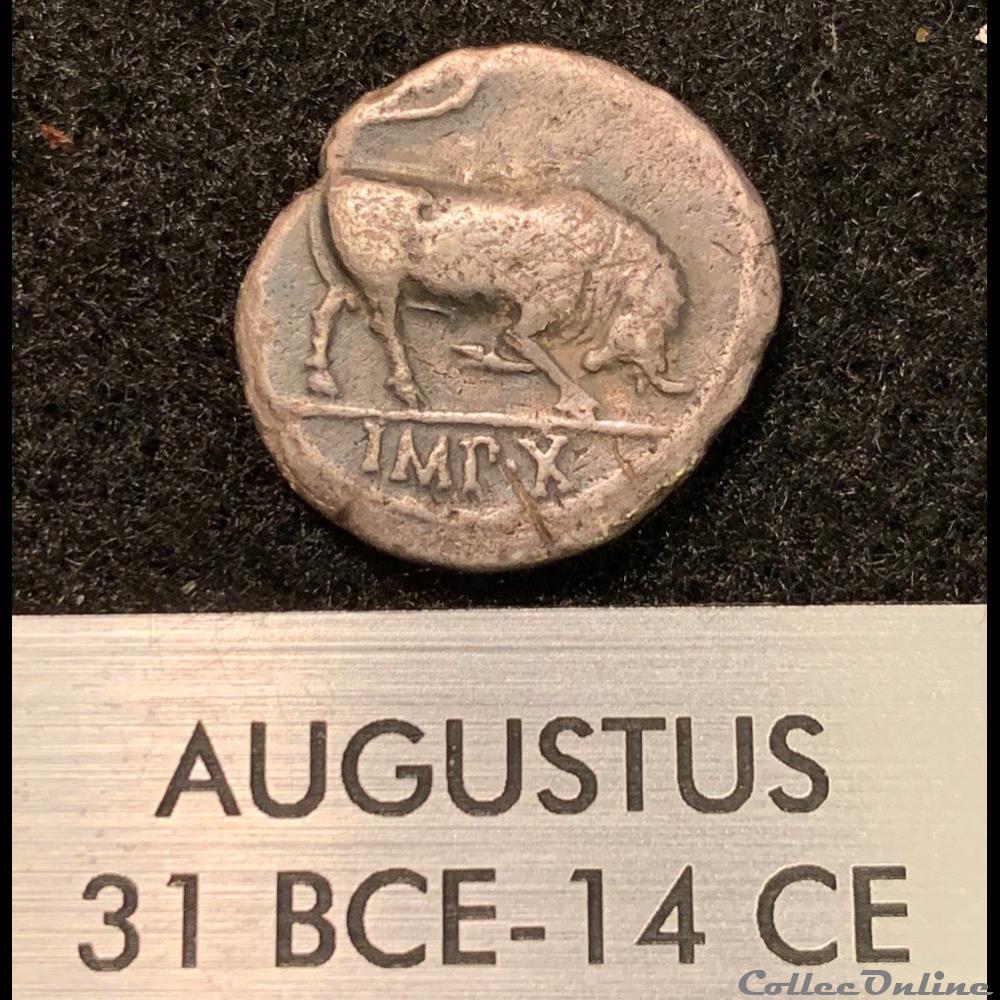 IMP·X
AUGUSTUS
31 BCE-14 CE
CollecOnline